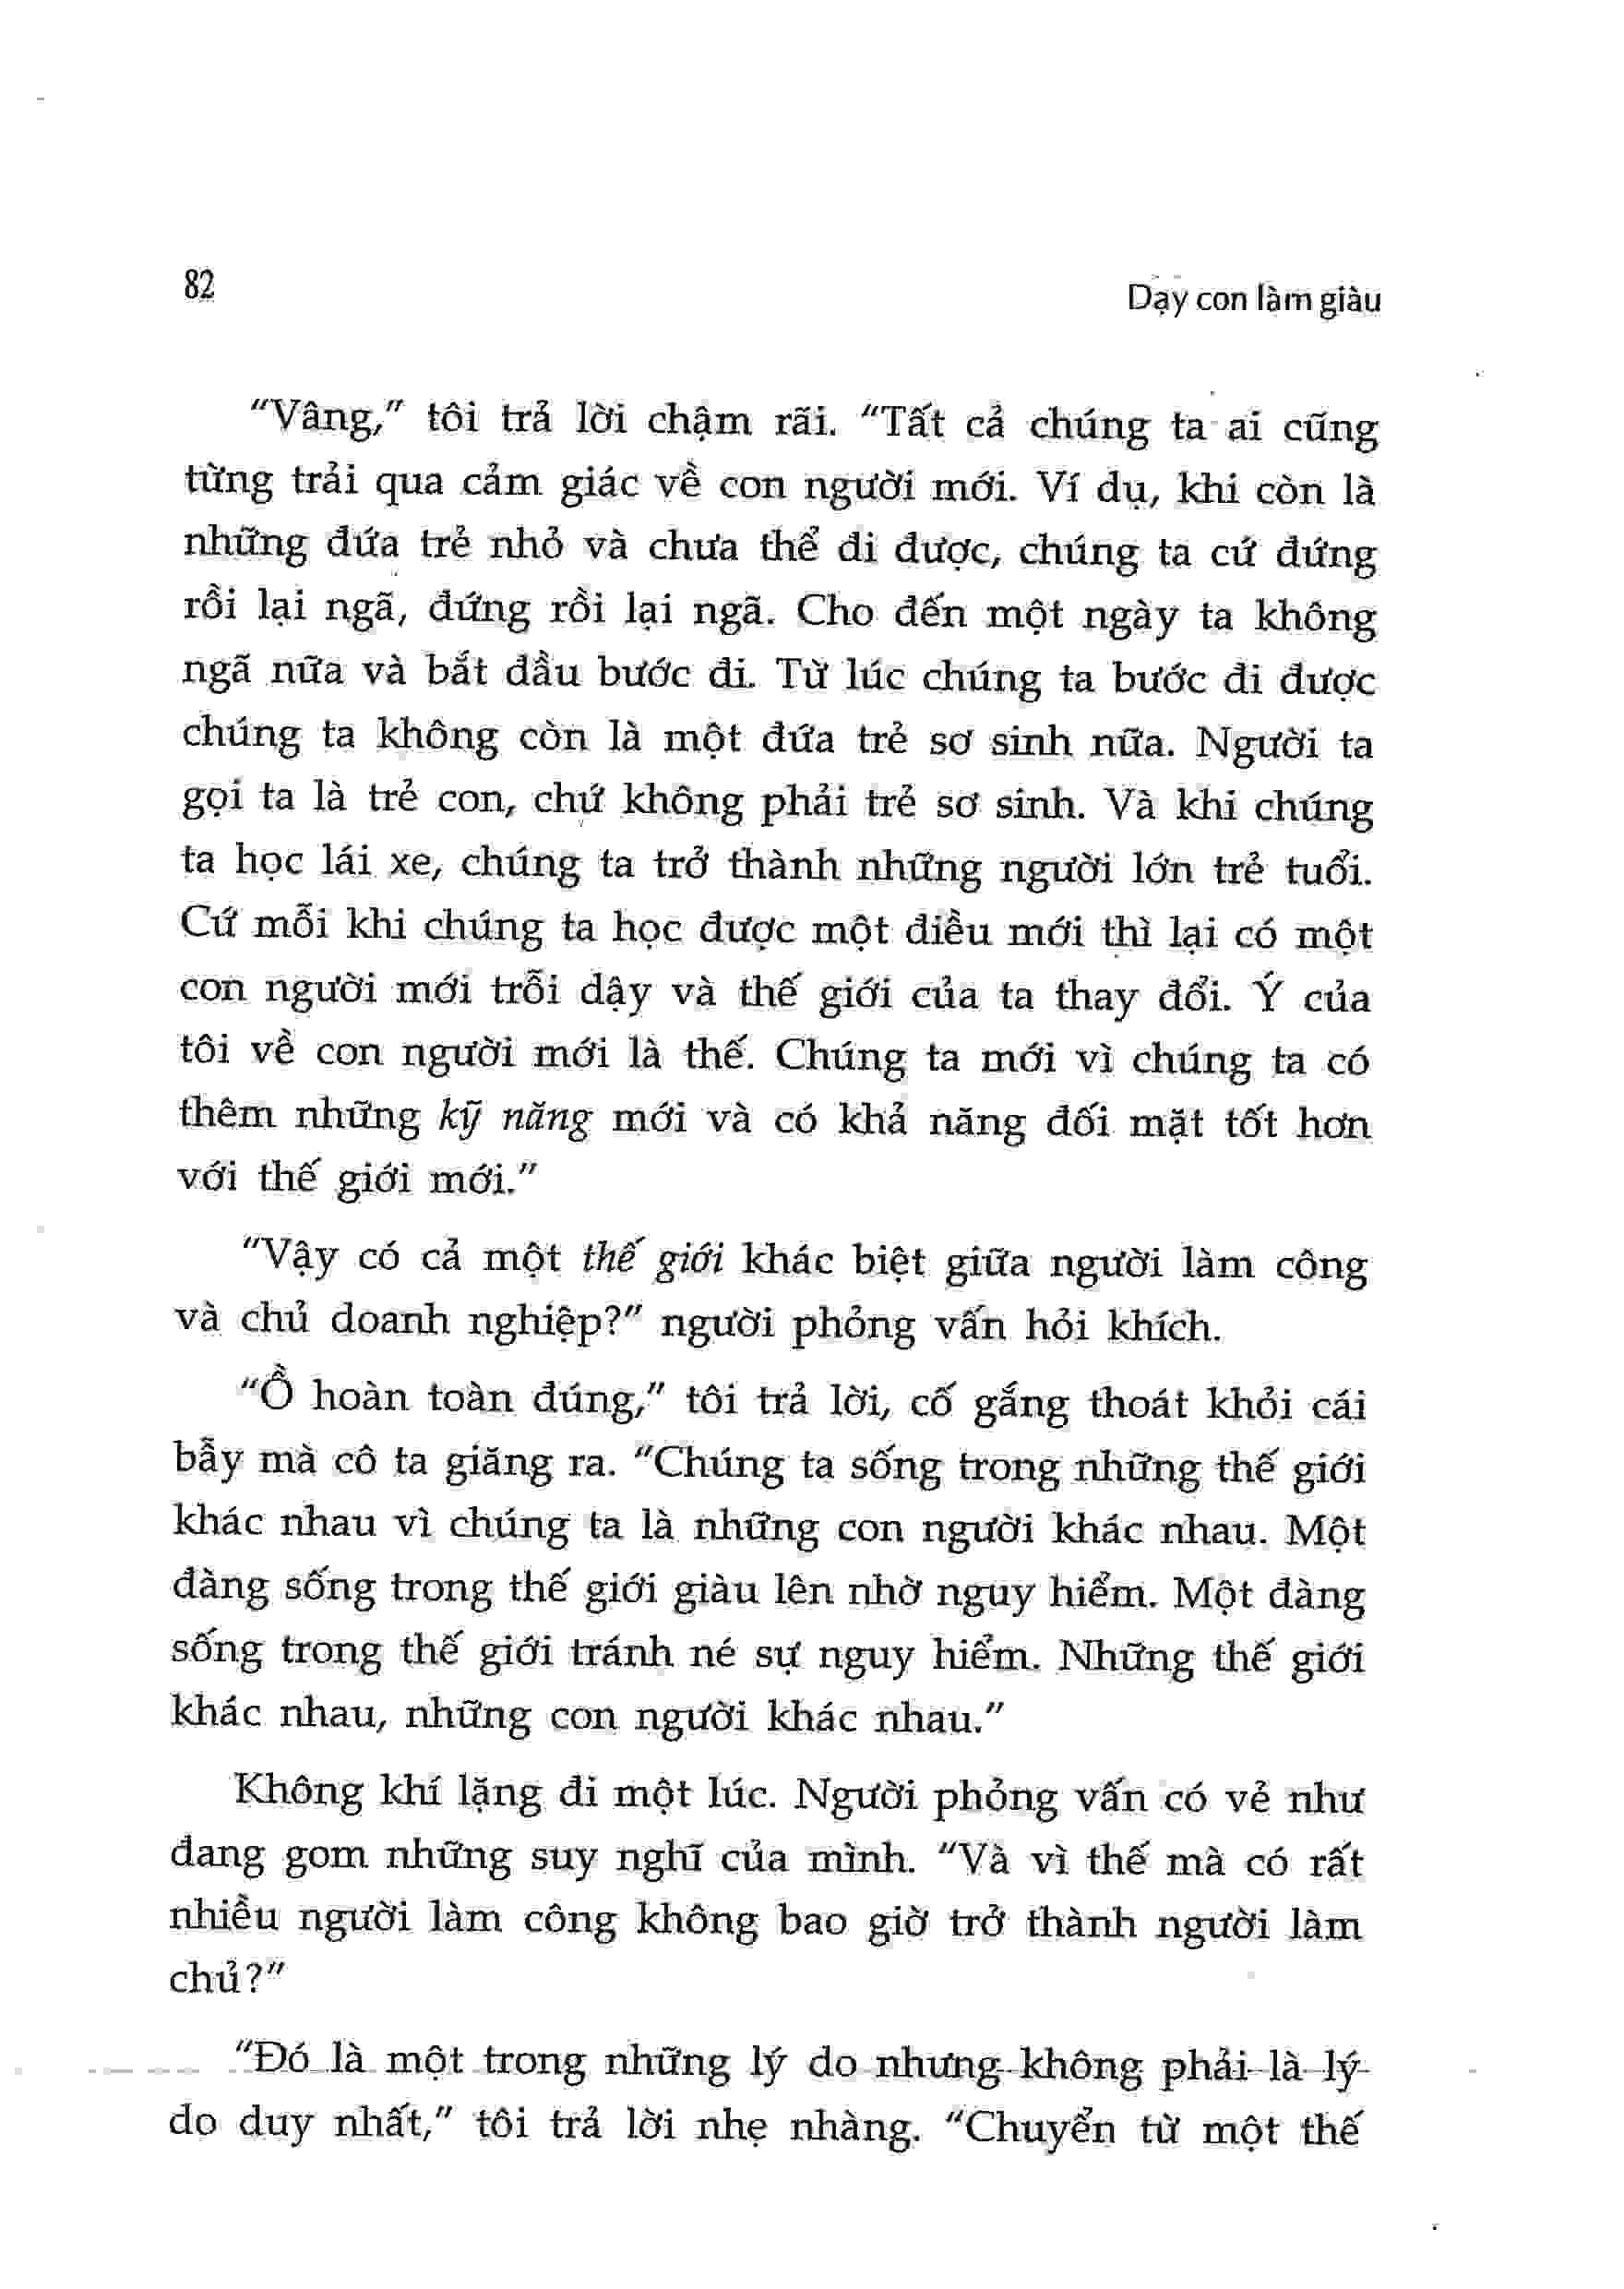 82
Dạy con làm giàu
“Vâng,” tôi trả lời chậm rãi. “Tất cả chúng ta ai cũng
từng trải qua cảm giác về con người mới. Ví dụ, khi còn là
những đứa trẻ nhỏ và chưa thể đi được, chúng ta cứ đứng
rồi lại ngã, đứng rồi lại ngã. Cho đến một ngày ta không
ngã nữa và bắt đầu bước đi. Từ lúc chúng ta bước đi được
chúng ta không còn là một đứa trẻ sơ sinh nữa. Người ta
gọi ta là trẻ con, chứ không phải trẻ sơ sinh. Và khi chúng
ta học lái xe, chúng ta trở thành những người lớn trẻ tuổi.
Cứ mỗi khi chúng ta học được một điều mới thì lại có một
con người mới trỗi dậy và thế giới của ta thay đổi. Ý của
tôi về con người mới là thế. Chúng ta mới vì chúng ta có
thêm những kỹ năng mới và có khả năng đối mặt tốt hơn
với thế giới mới.”
“Vậy có cả một thế giới khác biệt giữa người làm công
và chủ doanh nghiệp?” người phỏng vấn hỏi khích.
“Ồ hoàn toàn đúng,” tôi trả lời, cố gắng thoát khỏi cái
bẫy mà cô ta giăng ra. “Chúng ta sống trong những thế giới
khác nhau vì chúng ta là những con người khác nhau. Một
đàng sống trong thế giới giàu lên nhờ nguy hiểm. Một đàng
sống trong thế giới tránh né sự nguy hiểm. Những thế giới
khác nhau, những con người khác nhau.”
Không khí lặng đi một lúc. Người phỏng vấn có vẻ như
đang gom những suy nghĩ của mình. “Và vì thế mà có rất
nhiều người làm công không bao giờ trở thành người làm
chủ?”
“Đó là một trong những lý do nhưng không phải là lý
do duy nhất,” tôi trả lời nhẹ nhàng. “Chuyển từ một thế